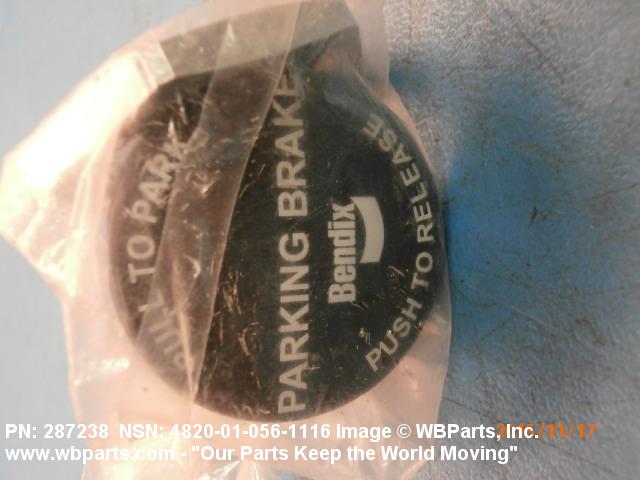 PULL TO PARK
PARKING BRAKE
Bendix
PUSH TO RELEASE
PN: 287238 NSN: 4820-01-056-1116 Image © WBParts, Inc.
www.wbparts.com - "Our Parts Keep the World Moving"